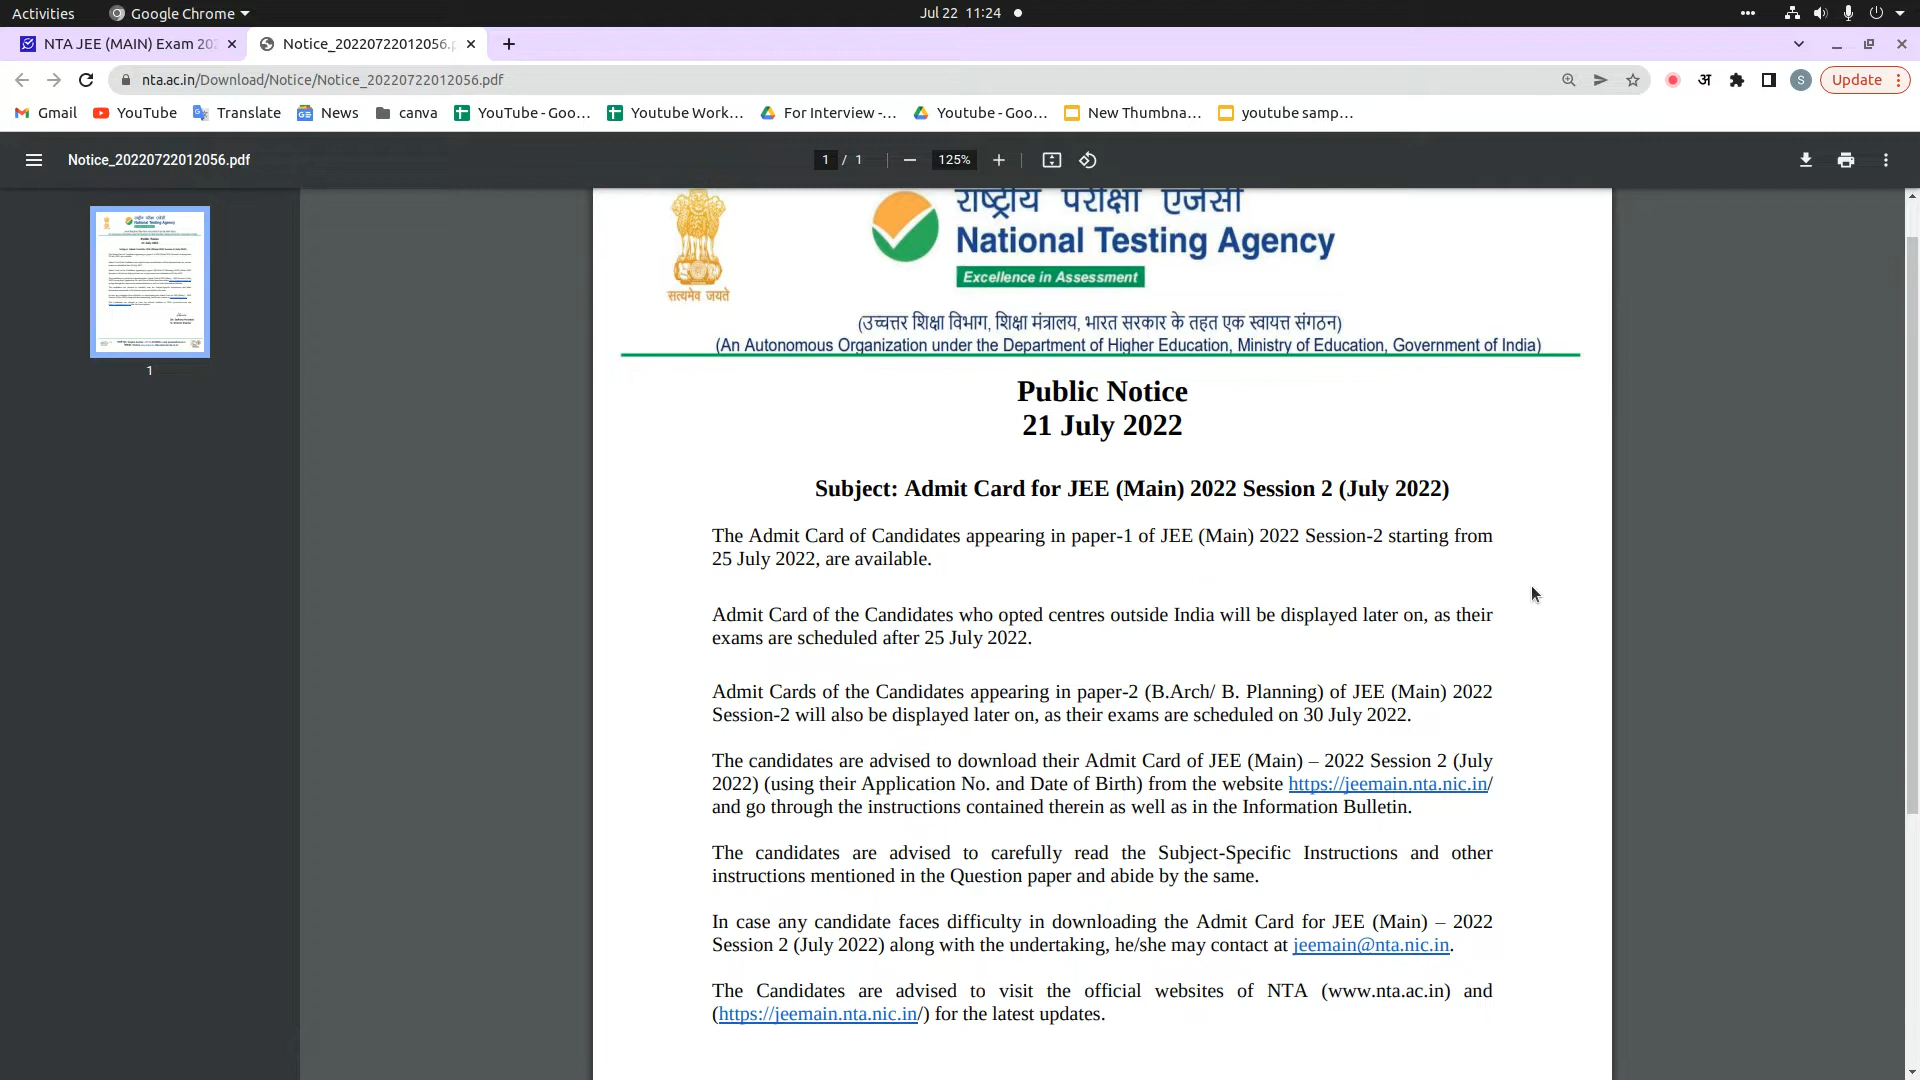 Activities
Google Chrome
Jul 22 11:24
NTA JEE (MAIN) Exam 202
Notice_20220722012056.p
nta.ac.in/Download/Notice/Notice_20220722012056.pdf
अ
S
Update
Gmail
YouTube
Translate
News
canva
YouTube - Goo...
Youtube Work...
For Interview -...
Youtube - Goo...
New Thumbna...
youtube samp...
Notice_20220722012056.pdf
1 / 1
125%
1
राष्ट्रीय परीक्षा एजेंसी
National Testing Agency
Excellence in Assessment
सत्यमेव जयते
(उच्चत्तर शिक्षा विभाग, शिक्षा मंत्रालय, भारत सरकार के तहत एक स्वायत्त संगठन)
(An Autonomous Organization under the Department of Higher Education, Ministry of Education, Government of India)
Public Notice
21 July 2022
Subject: Admit Card for JEE (Main) 2022 Session 2 (July 2022)
The Admit Card of Candidates appearing in paper-1 of JEE (Main) 2022 Session-2 starting from
25 July 2022, are available.
Admit Card of the Candidates who opted centres outside India will be displayed later on, as their
exams are scheduled after 25 July 2022.
Admit Cards of the Candidates appearing in paper-2 (B.Arch/ B. Planning) of JEE (Main) 2022
Session-2 will also be displayed later on, as their exams are scheduled on 30 July 2022.
The candidates are advised to download their Admit Card of JEE (Main) – 2022 Session 2 (July
2022) (using their Application No. and Date of Birth) from the website https://jeemain.nta.nic.in/
and go through the instructions contained therein as well as in the Information Bulletin.
The candidates are advised to carefully read the Subject-Specific Instructions and other
instructions mentioned in the Question paper and abide by the same.
In case any candidate faces difficulty in downloading the Admit Card for JEE (Main) – 2022
Session 2 (July 2022) along with the undertaking, he/she may contact at jeemain@nta.nic.in.
The Candidates are advised to visit the official websites of NTA (www.nta.ac.in) and
(https://jeemain.nta.nic.in/) for the latest updates.